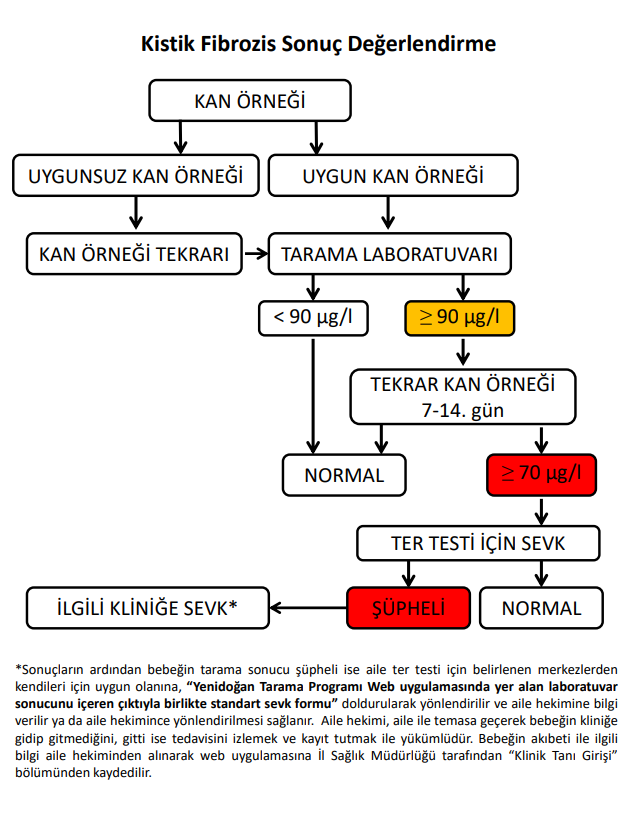 Kistik Fibrozis Sonuç Değerlendirme
KAN ÖRNEĞİ
UYGUNSUZ KAN ÖRNEĞİ
UYGUN KAN ÖRNEĞİ
KAN ÖRNEĞİ TEKRARI
TARAMA LABORATUVARI
< 90 µg/l
≥ 90 µg/l
TEKRAR KAN ÖRNEĞİ
7-14. gün
NORMAL
≥ 70 µg/l
TER TESTİ İÇİN SEVK
İLGİLİ KLİNİĞE SEVK*
ŞÜPHELİ
NORMAL
*Sonuçların ardından bebeğin tarama sonucu şüpheli ise aile ter testi için belirlenen merkezlerden
kendileri için uygun olanına, “Yenidoğan Tarama Programı Web uygulamasında yer alan laboratuvar
sonucunu içeren çıktıyla birlikte standart sevk formu” doldurularak yönlendirilir ve aile hekimine bilgi
verilir ya da aile hekimince yönlendirilmesi sağlanır. Aile hekimi, aile ile temasa geçerek bebeğin kliniğe
gidip gitmediğini, gitti ise tedavisini izlemek ve kayıt tutmak ile yükümlüdür. Bebeğin akıbeti ile ilgili
bilgi aile hekiminden alınarak web uygulamasına İl Sağlık Müdürlüğü tarafından “Klinik Tanı Girişi”
bölümünden kaydedilir.